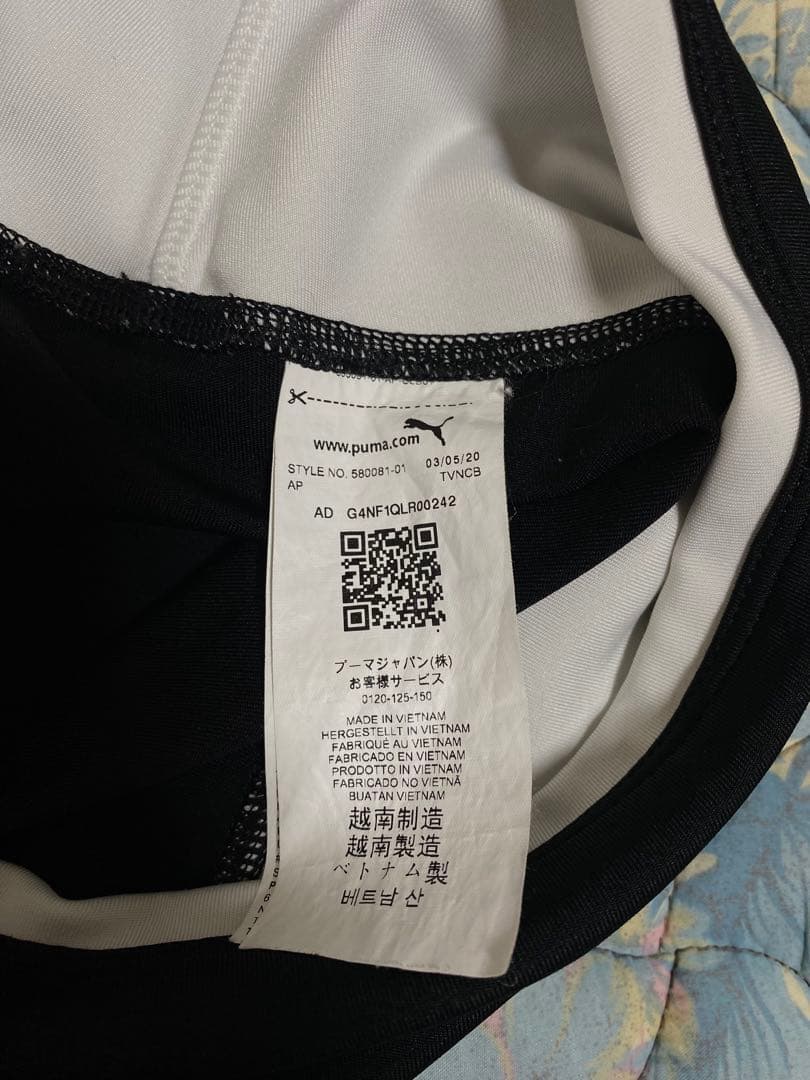 www.puma.com
STYLE NO. 580081-01 03/05/20
AP TVNCB
AD G4NF1QLR00242
プーマジャパン(株)
お客様サービス
0120-125-150
MADE IN VIETNAM
HERGESTELLT IN VIETNAM
FABRIQUÉ AU VIETNAM
FABRICADO EN VIETNAM
PRODOTTO IN VIETNAM
FABRICADO NO VIETNÃ
BUATAN VIETNAM
越南制造
越南製造
ベトナム製
베트남 산